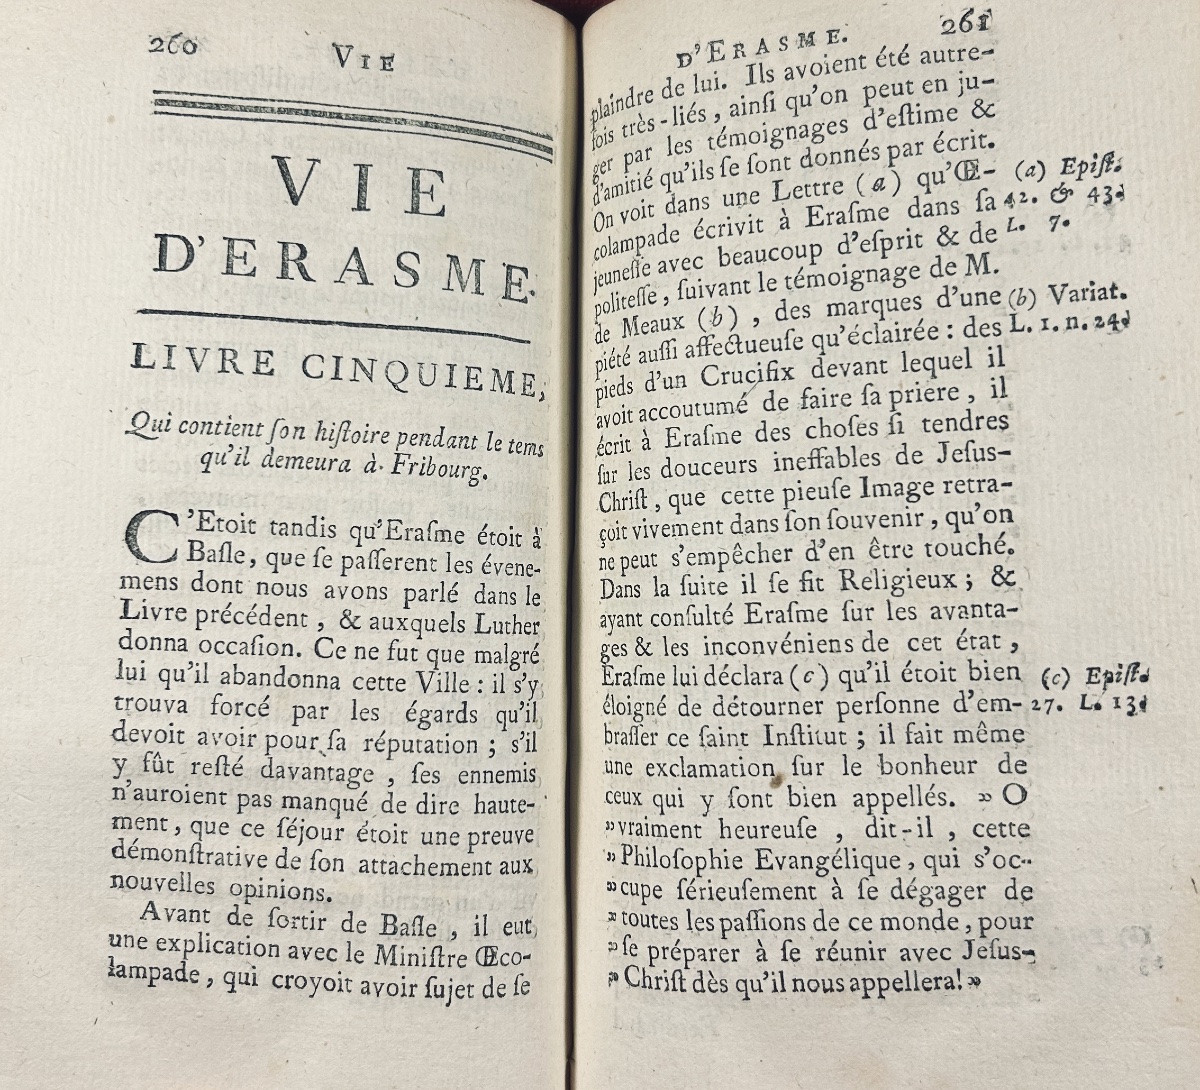 260 VIE
VIE
D'ERASME.
LIVRE CINQUIEME,
Qui contient ſon hiſtoire pendant le tems
qu'il demeura à Fribourg.
C'Etoit tandis qu'Eraſme étoit à
Baſle, que ſe paſſerent les évene-
mens dont nous avons parlé dans le
Livre précédent, & auxquels Luther
donna occaſion. Ce ne fut que malgré
lui qu'il abandonna cette Ville : il s'y
trouva forcé par les égards qu'il
devoit avoir pour ſa réputation ; s'il
y fût reſté davantage, ſes ennemis
n'auroient pas manqué de dire haute-
ment, que ce ſéjour étoit une preuve
démonſtrative de ſon attachement aux
nouvelles opinions.
Avant de ſortir de Baſle, il eut
une explication avec le Miniſtre Œco-
lampade, qui croyoit avoir ſujet de ſe
D'ERASME. 261
plaindre de lui. Ils avoient été autre-
fois très-liés, ainſi qu'on peut en ju-
ger par les témoignages d'eſtime &
d'amitié qu'ils ſe ſont donnés par écrit.
On voit dans une Lettre (a) qu'Œ-
colampade écrivit à Eraſme dans ſa
jeuneſſe avec beaucoup d'eſprit & de
politeſſe, ſuivant le témoignage de M.
de Meaux (b), des marques d'une
piété auſſi affectueuſe qu'éclairée : des
pieds d'un Crucifix devant lequel il
avoit accoutumé de faire ſa priere, il
écrit à Eraſme des choſes ſi tendres
ſur les douceurs ineffables de Jeſus-
Chriſt, que cette pieuſe Image retra-
çoit vivement dans ſon ſouvenir, qu'on
ne peut s'empêcher d'en être touché.
Dans la ſuite il ſe fit Religieux ; &
ayant conſulté Eraſme ſur les avanta-
ges & les inconvéniens de cet état,
Eraſme lui déclara (c) qu'il étoit bien
éloigné de détourner perſonne d'em-
braſſer ce ſaint Inſtitut ; il fait même
une exclamation ſur le bonheur de
ceux qui y ſont bien appellés. » O
»vraiment heureuſe, dit-il, cette
»Philoſophie Evangélique, qui s'oc-
»cupe ſérieuſement à ſe dégager de
»toutes les paſſions de ce monde, pour
»ſe préparer à ſe réunir avec Jeſus-
»Chriſt dès qu'il nous appellera!»
(a) Epiſt.
42. & 43.
L. 7.
(b) Variat.
L. 1. n. 24.
(c) Epiſt.
27. L. 13.